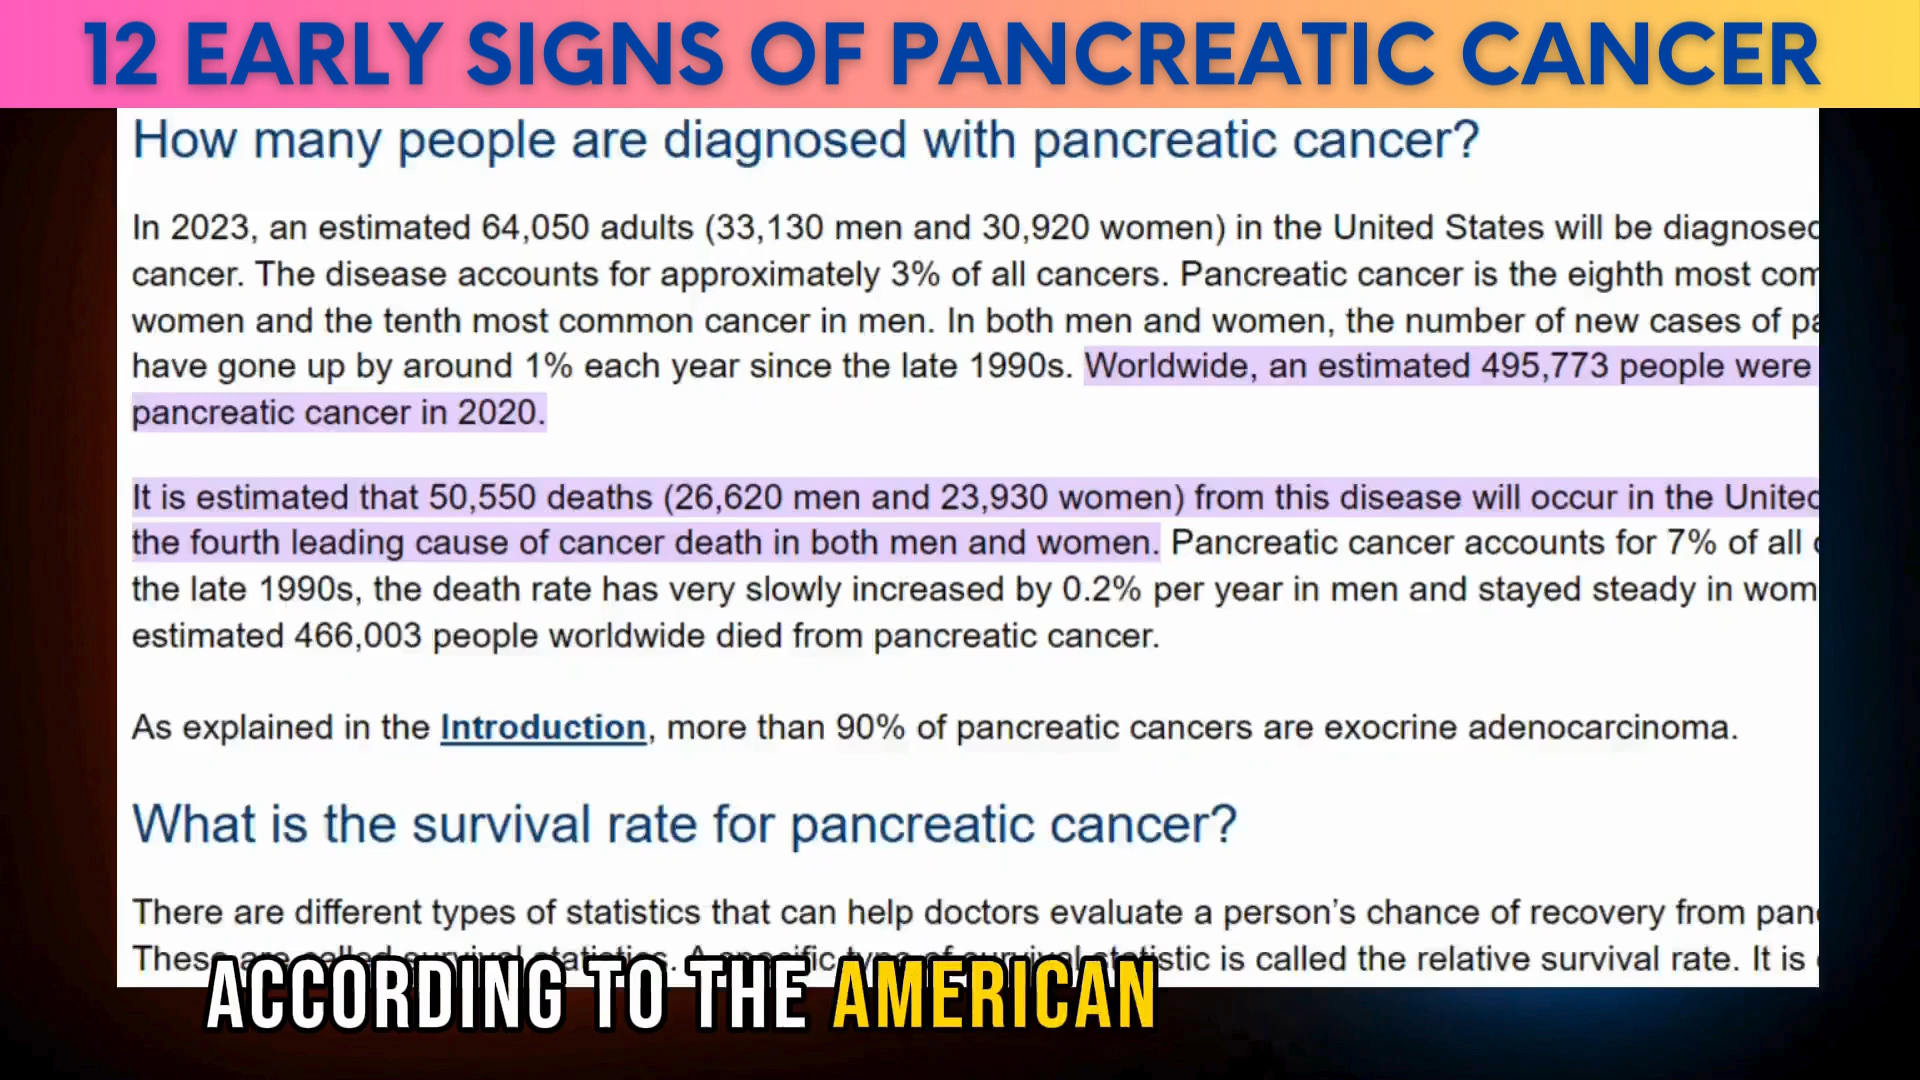 12 EARLY SIGNS OF PANCREATIC CANCER
How many people are diagnosed with pancreatic cancer?
In 2023, an estimated 64,050 adults (33,130 men and 30,920 women) in the United States will be diagnosed
cancer. The disease accounts for approximately 3% of all cancers. Pancreatic cancer is the eighth most com
women and the tenth most common cancer in men. In both men and women, the number of new cases of pa
have gone up by around 1% each year since the late 1990s. Worldwide, an estimated 495,773 people were
pancreatic cancer in 2020.
It is estimated that 50,550 deaths (26,620 men and 23,930 women) from this disease will occur in the United
the fourth leading cause of cancer death in both men and women. Pancreatic cancer accounts for 7% of all
the late 1990s, the death rate has very slowly increased by 0.2% per year in men and stayed steady in wom
estimated 466,003 people worldwide died from pancreatic cancer.
As explained in the Introduction, more than 90% of pancreatic cancers are exocrine adenocarcinoma.
What is the survival rate for pancreatic cancer?
There are different types of statistics that can help doctors evaluate a person's chance of recovery from pan
These are called survival statistics. A specific type of survival statistic is called the relative survival rate. It is
ACCORDING TO THE AMERICAN